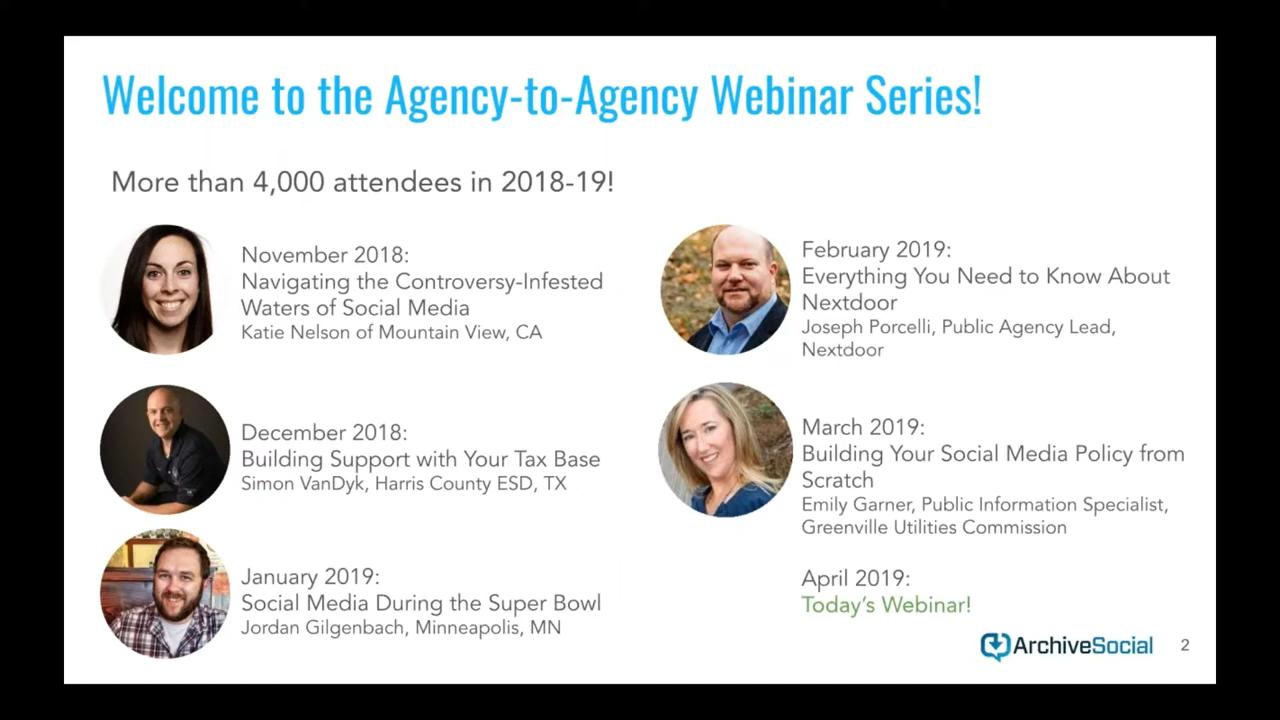 Welcome to the Agency-to-Agency Webinar Series!
More than 4,000 attendees in 2018-19!
November 2018:
Navigating the Controversy-Infested
Waters of Social Media
Katie Nelson of Mountain View, CA
December 2018:
Building Support with Your Tax Base
Simon VanDyk, Harris County ESD, TX
January 2019:
Social Media During the Super Bowl
Jordan Gilgenbach, Minneapolis, MN
February 2019:
Everything You Need to Know About
Nextdoor
Joseph Porcelli, Public Agency Lead,
Nextdoor
March 2019:
Building Your Social Media Policy from
Scratch
Emily Garner, Public Information Specialist,
Greenville Utilities Commission
April 2019:
Today's Webinar!
ArchiveSocial
2